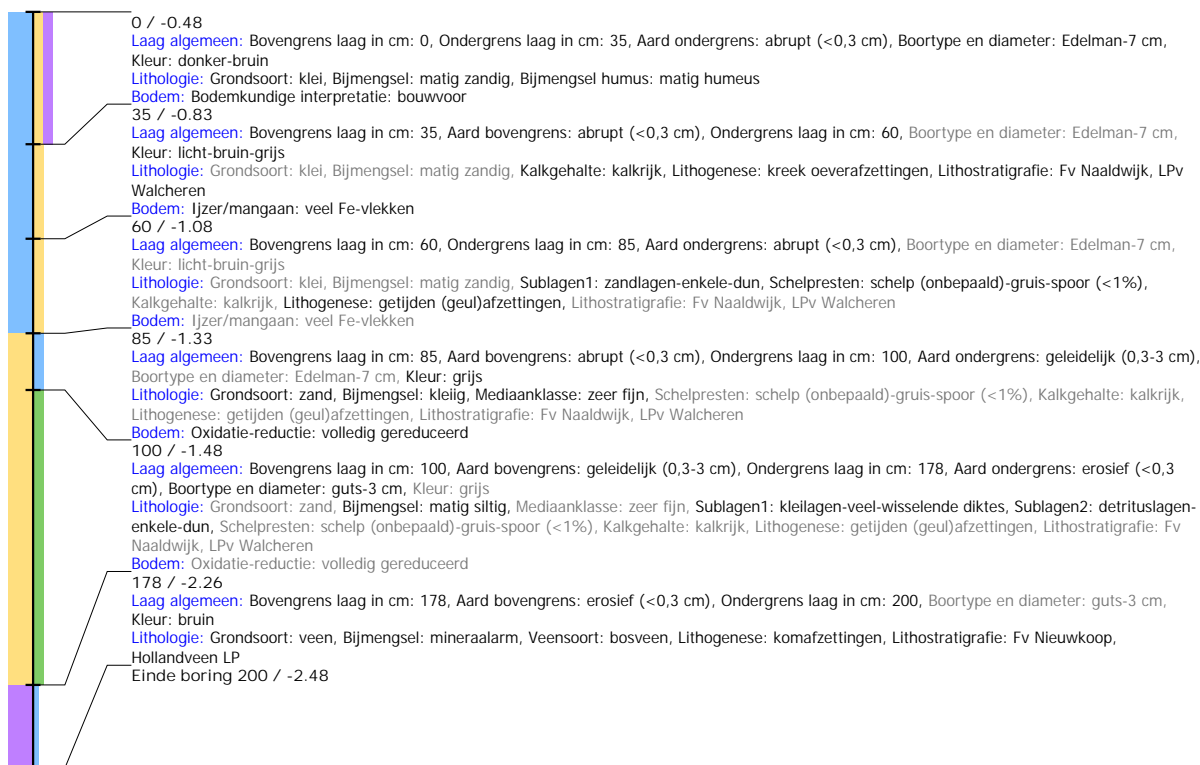 0 / -0.48
Laag algemeen: Bovengrens laag in cm: 0, Ondergrens laag in cm: 35, Aard ondergrens: abrupt (<0,3 cm), Boortype en diameter: Edelman-7 cm,
Kleur: donker-bruin
Lithologie: Grondsoort: klei, Bijmengsel: matig zandig, Bijmengsel humus: matig humeus
Bodem: Bodemkundige interpretatie: bouwvoor
35 / -0.83
Laag algemeen: Bovengrens laag in cm: 35, Aard bovengrens: abrupt (<0,3 cm), Ondergrens laag in cm: 60, Boortype en diameter: Edelman-7 cm,
Kleur: licht-bruin-grijs
Lithologie: Grondsoort: klei, Bijmengsel: matig zandig, Kalkgehalte: kalkrijk, Lithogenese: kreek oeverafzettingen, Lithostratigrafie: Fv Naaldwijk, LPv
Walcheren
Bodem: Ijzer/mangaan: veel Fe-vlekken
60 / -1.08
Laag algemeen: Bovengrens laag in cm: 60, Ondergrens laag in cm: 85, Aard ondergrens: abrupt (<0,3 cm), Boortype en diameter: Edelman-7 cm,
Kleur: licht-bruin-grijs
Lithologie: Grondsoort: klei, Bijmengsel: matig zandig, Sublagen1: zandlagen-enkele-dun, Schelpresten: schelp (onbepaald)-gruis-spoor (<1%),
Kalkgehalte: kalkrijk, Lithogenese: getijden (geul)afzettingen, Lithostratigrafie: Fv Naaldwijk, LPv Walcheren
Bodem: Ijzer/mangaan: veel Fe-vlekken
85 / -1.33
Laag algemeen: Bovengrens laag in cm: 85, Aard bovengrens: abrupt (<0,3 cm), Ondergrens laag in cm: 100, Aard ondergrens: geleidelijk (0,3-3 cm),
Boortype en diameter: Edelman-7 cm, Kleur: grijs
Lithologie: Grondsoort: zand, Bijmengsel: kleiig, Mediaanklasse: zeer fijn, Schelpresten: schelp (onbepaald)-gruis-spoor (<1%), Kalkgehalte: kalkrijk,
Lithogenese: getijden (geul)afzettingen, Lithostratigrafie: Fv Naaldwijk, LPv Walcheren
Bodem: Oxidatie-reductie: volledig gereduceerd
100 / -1.48
Laag algemeen: Bovengrens laag in cm: 100, Aard bovengrens: geleidelijk (0,3-3 cm), Ondergrens laag in cm: 178, Aard ondergrens: erosief (<0,3
cm), Boortype en diameter: guts-3 cm, Kleur: grijs
Lithologie: Grondsoort: zand, Bijmengsel: matig siltig, Mediaanklasse: zeer fijn, Sublagen1: kleilagen-veel-wisselende diktes, Sublagen2: detrituslagen-
enkele-dun, Schelpresten: schelp (onbepaald)-gruis-spoor (<1%), Kalkgehalte: kalkrijk, Lithogenese: getijden (geul)afzettingen, Lithostratigrafie: Fv
Naaldwijk, LPv Walcheren
Bodem: Oxidatie-reductie: volledig gereduceerd
178 / -2.26
Laag algemeen: Bovengrens laag in cm: 178, Aard bovengrens: erosief (<0,3 cm), Ondergrens laag in cm: 200, Boortype en diameter: guts-3 cm,
Kleur: bruin
Lithologie: Grondsoort: veen, Bijmengsel: mineraalarm, Veensoort: bosveen, Lithogenese: komafzettingen, Lithostratigrafie: Fv Nieuwkoop,
Hollandveen LP
Einde boring 200 / -2.48